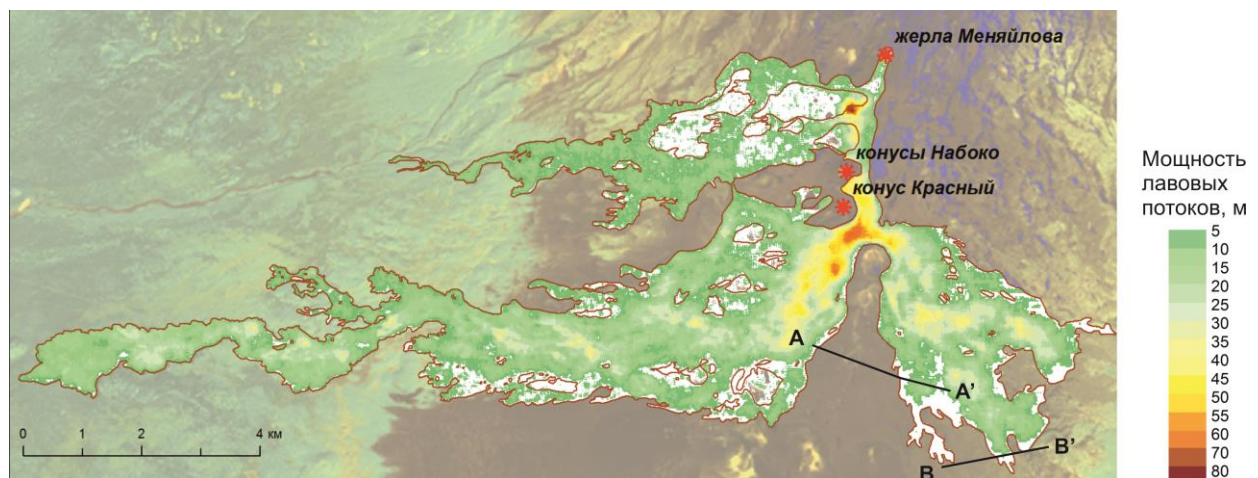 жерла Меняйлова
конусы Набоко
конус Красный
A
A'
B
B'
0 1 2 4 км
Мощность
лавовых
потоков, м
5
10
15
20
25
30
35
40
45
50
55
60
70
80